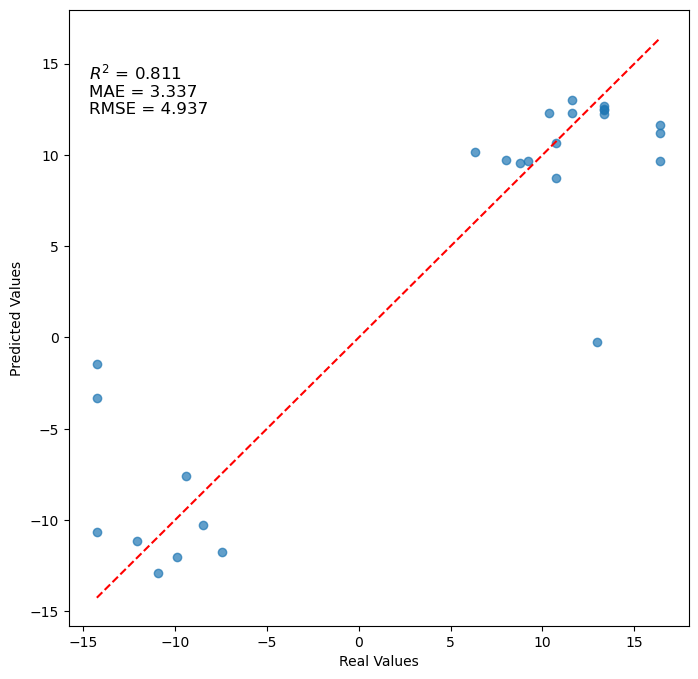 R² = 0.811
MAE = 3.337
RMSE = 4.937
15
10
5
0
−5
−10
−15
Predicted Values
−15 −10 −5 0 5 10 15
Real Values